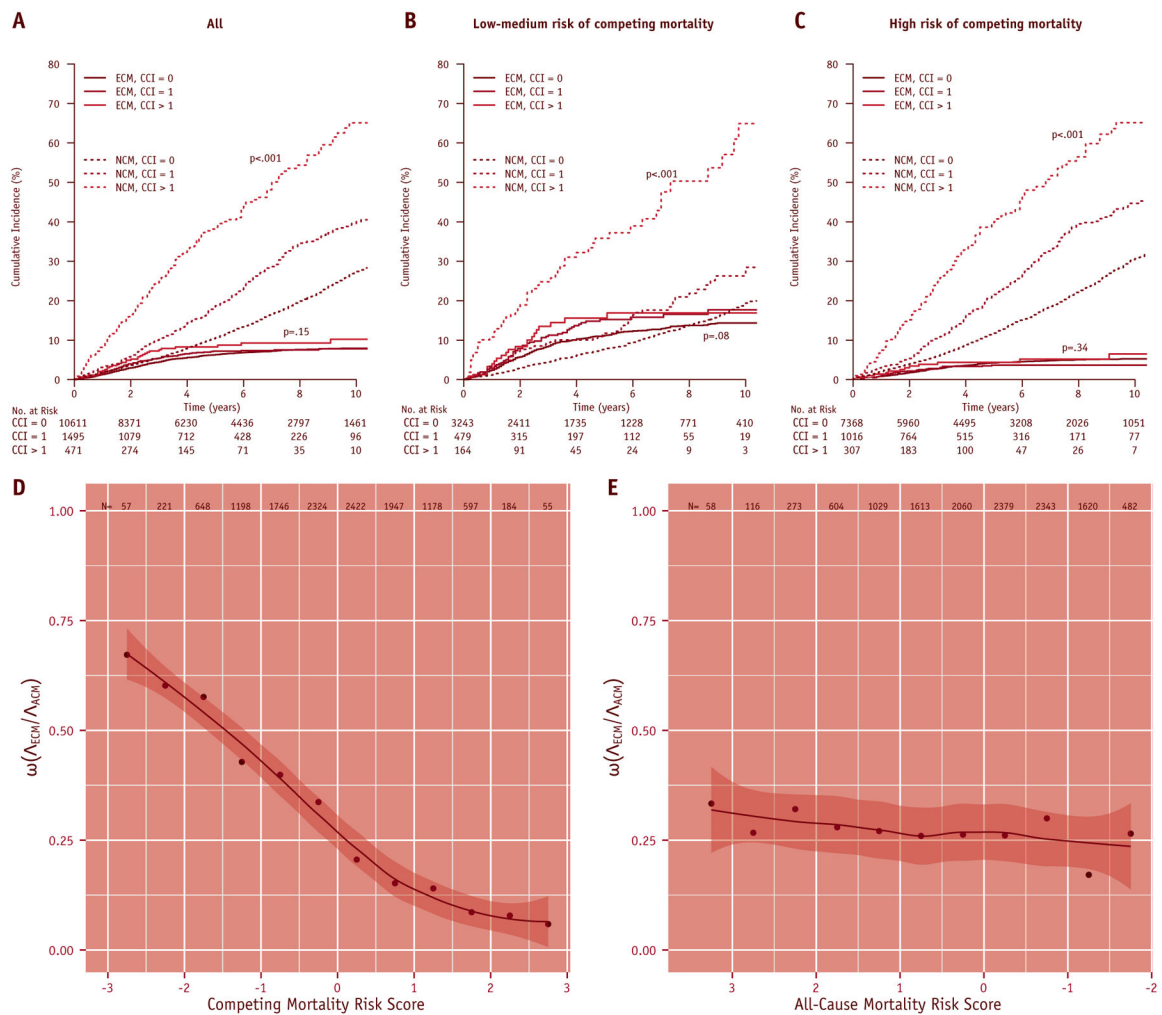 A
All
80
70
60
50
40
30
20
10
0
Cumulative Incidence (%)
ECM, CCI = 0
ECM, CCI = 1
ECM, CCI > 1
NCM, CCI = 0
NCM, CCI = 1
NCM, CCI > 1
p<.001
p=.15
0 2 4 6 8 10
Time (years)
No. at Risk
CCI = 0 10611 8371 6230 4436 2797 1461
CCI = 1 1495 1079 712 428 226 96
CCI > 1 471 274 145 71 35 10
B
Low-medium risk of competing mortality
80
70
60
50
40
30
20
10
0
Cumulative Incidence (%)
ECM, CCI = 0
ECM, CCI = 1
ECM, CCI > 1
NCM, CCI = 0
NCM, CCI = 1
NCM, CCI > 1
p<.001
p=.08
0 2 4 6 8 10
Time (years)
No. at Risk
CCI = 0 3243 2411 1735 1228 771 410
CCI = 1 479 315 197 112 55 19
CCI > 1 164 91 45 24 9 3
C
High risk of competing mortality
80
70
60
50
40
30
20
10
0
Cumulative Incidence (%)
ECM, CCI = 0
ECM, CCI = 1
ECM, CCI > 1
NCM, CCI = 0
NCM, CCI = 1
NCM, CCI > 1
p<.001
p=.34
0 2 4 6 8 10
Time (years)
No. at Risk
CCI = 0 7368 5960 4495 3208 2026 1051
CCI = 1 1016 764 515 316 171 77
CCI > 1 307 183 100 47 26 7
D
N= 57 221 648 1198 1746 2324 2422 1947 1178 597 184 55
1.00
0.75
0.50
0.25
0.00
ω(ΛECM/ΛACM)
-3 -2 -1 0 1 2 3
Competing Mortality Risk Score
E
N= 58 116 273 604 1029 1613 2060 2379 2343 1620 482
1.00
0.75
0.50
0.25
0.00
ω(ΛECM/ΛACM)
3 2 1 0 -1 -2
All-Cause Mortality Risk Score